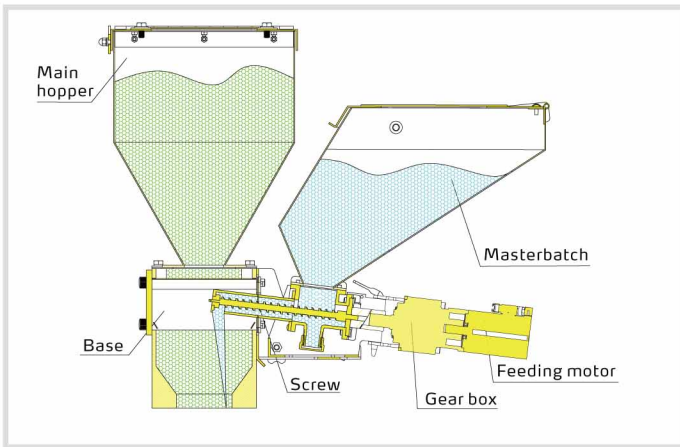 Main
hopper
Masterbatch
Base
Screw
Feeding motor
Gear box